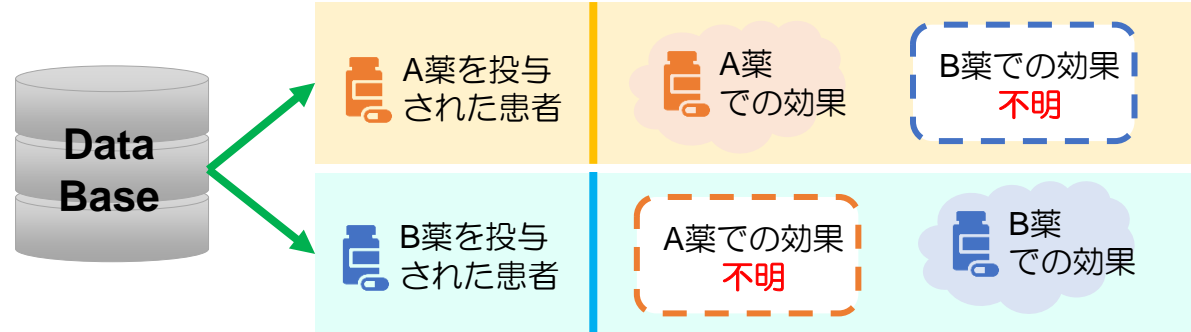 Data
Base
A薬を投与
された患者
A薬
での効果
B薬での効果
不明
B薬を投与
された患者
A薬での効果
不明
B薬
での効果